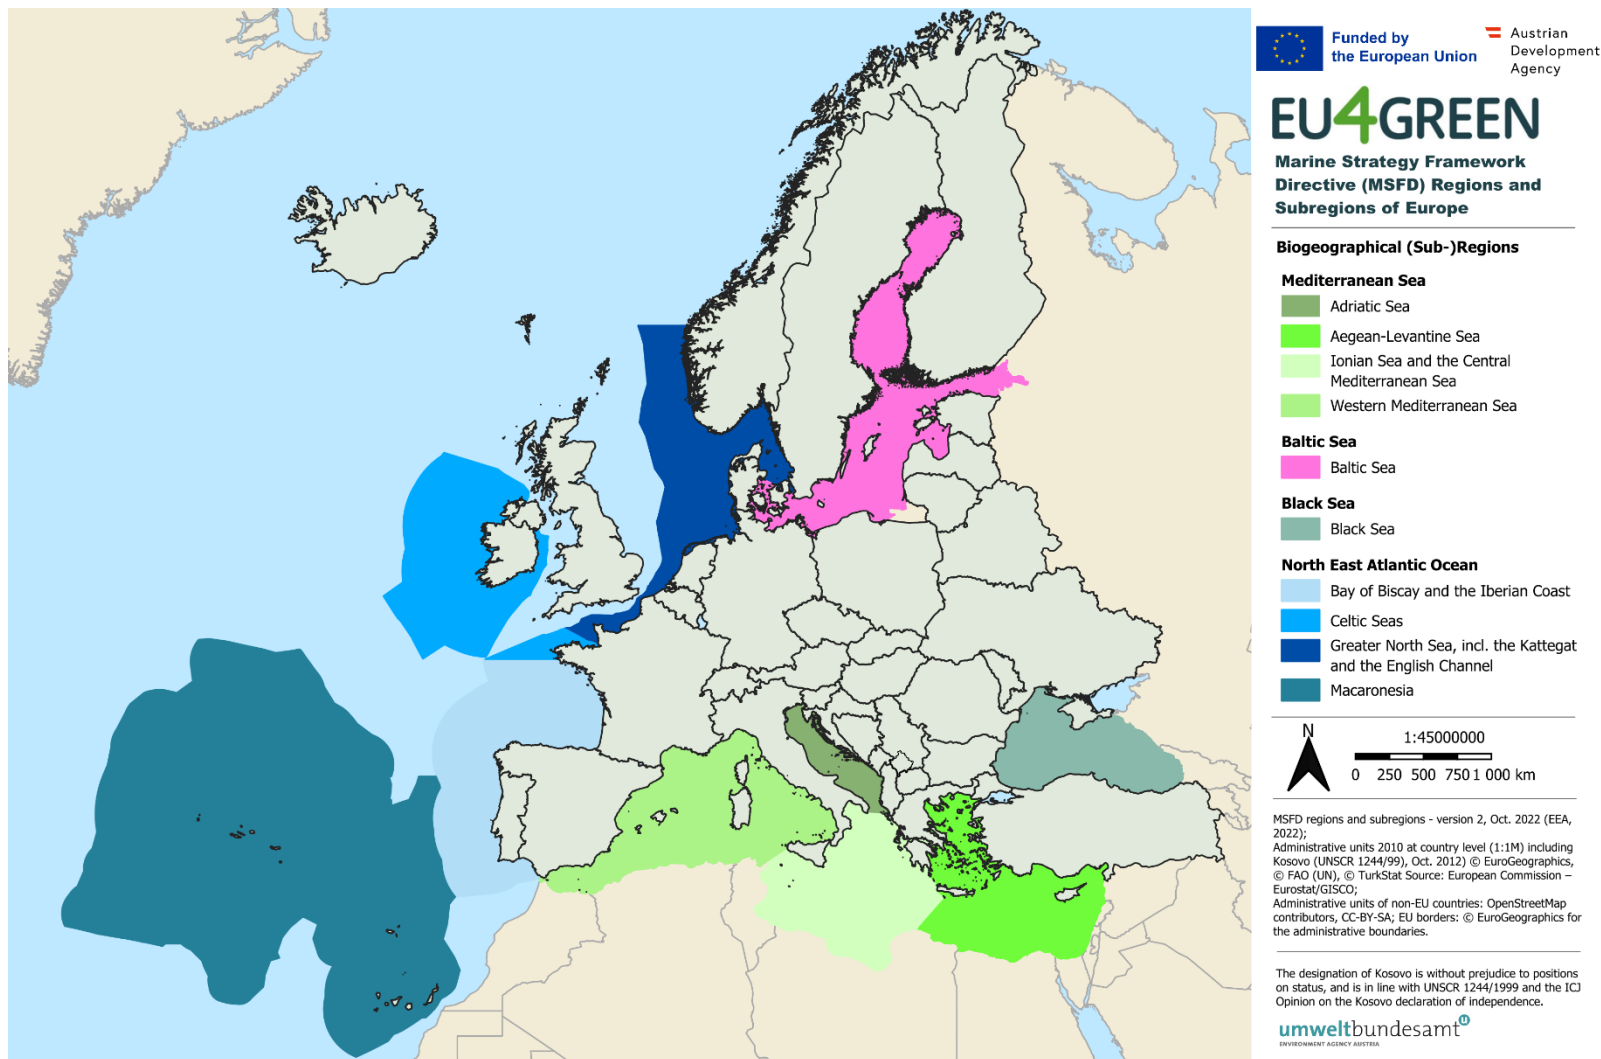 Funded by
the European Union
Austrian
Development
Agency
EU4GREEN
Marine Strategy Framework
Directive (MSFD) Regions and
Subregions of Europe
Biogeographical (Sub-)Regions
Mediterranean Sea
Adriatic Sea
Aegean-Levantine Sea
Ionian Sea and the Central
Mediterranean Sea
Western Mediterranean Sea
Baltic Sea
Baltic Sea
Black Sea
Black Sea
North East Atlantic Ocean
Bay of Biscay and the Iberian Coast
Celtic Seas
Greater North Sea, incl. the Kattegat
and the English Channel
Macaronesia
N
1:45000000
0 250 500 750 1 000 km
MSFD regions and subregions - version 2, Oct. 2022 (EEA,
2022);
Administrative units 2010 at country level (1:1M) including
Kosovo (UNSCR 1244/99), Oct. 2012) © EuroGeographics,
© FAO (UN), © TurkStat Source: European Commission –
Eurostat/GISCO;
Administrative units of non-EU countries: OpenStreetMap
contributors, CC-BY-SA; EU borders: © EuroGeographics for
the administrative boundaries.
The designation of Kosovo is without prejudice to positions
on status, and is in line with UNSCR 1244/1999 and the ICJ
Opinion on the Kosovo declaration of independence.
umweltbundesamt u
ENVIRONMENT AGENCY AUSTRIA